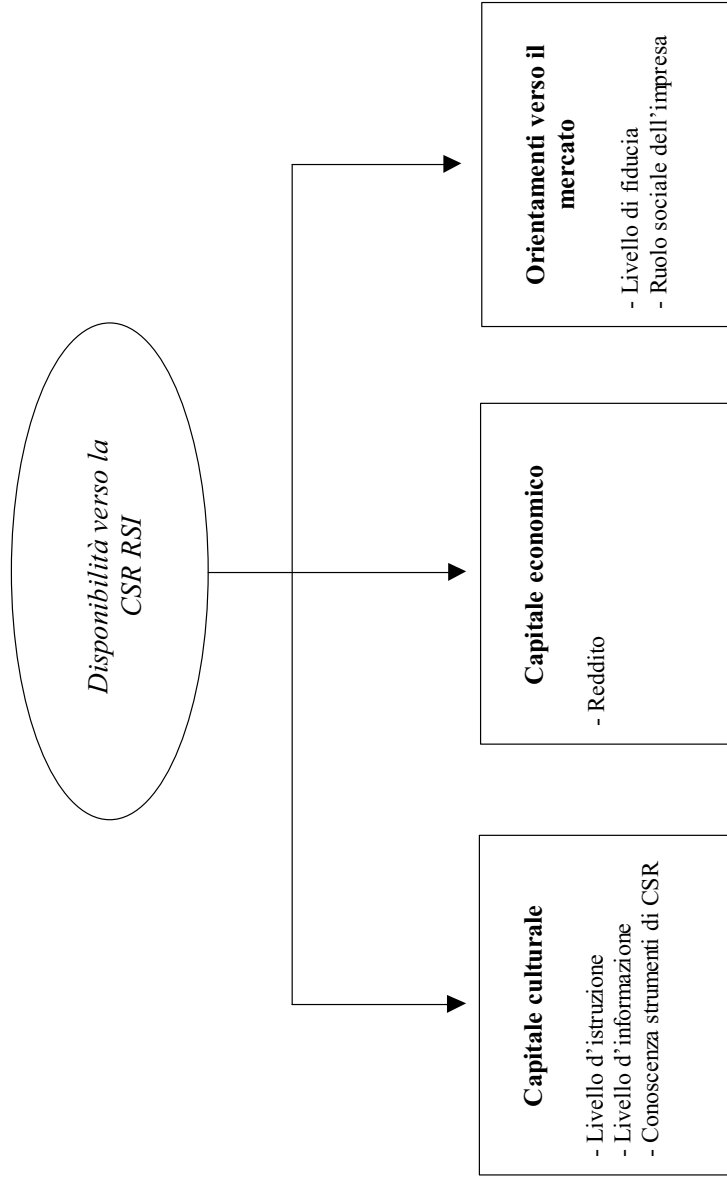 Disponibilità verso la
CSR RSI
Capitale culturale
- Livello d'istruzione
- Livello d'informazione
- Conoscenza strumenti di CSR
Capitale economico
- Reddito
Orientamenti verso il
mercato
- Livello di fiducia
- Ruolo sociale dell'impresa